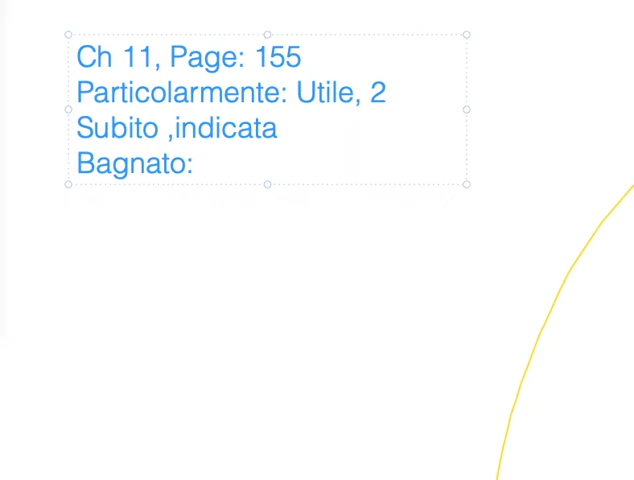 Ch 11, Page: 155
Particolarmente: Utile, 2
Subito ,indicata
Bagnato: